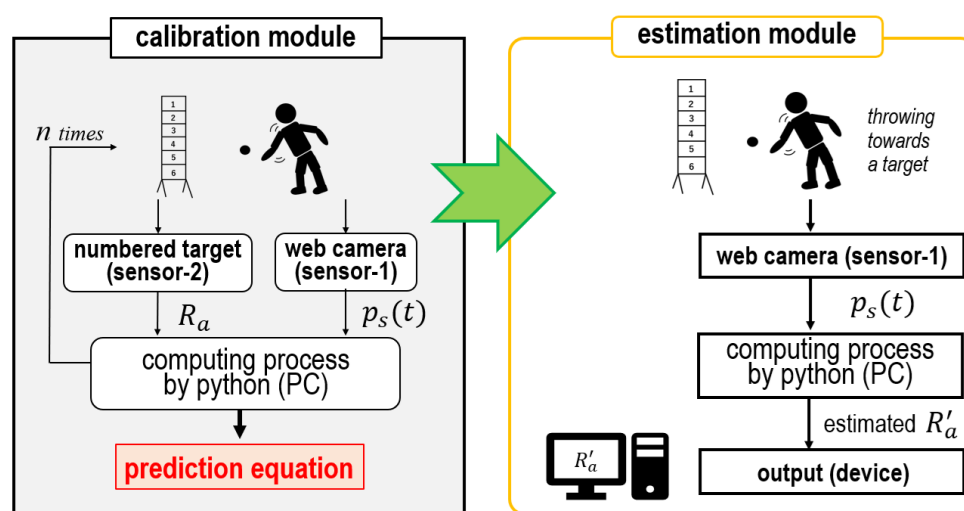 calibration module
n times
1
2
3
4
5
6
numbered target
(sensor-2)
web camera
(sensor-1)
R_a
p_s(t)
computing process
by python (PC)
prediction equation
estimation module
1
2
3
4
5
6
throwing
towards
a target
web camera (sensor-1)
p_s(t)
computing process
by python (PC)
estimated R'_a
R'_a
output (device)